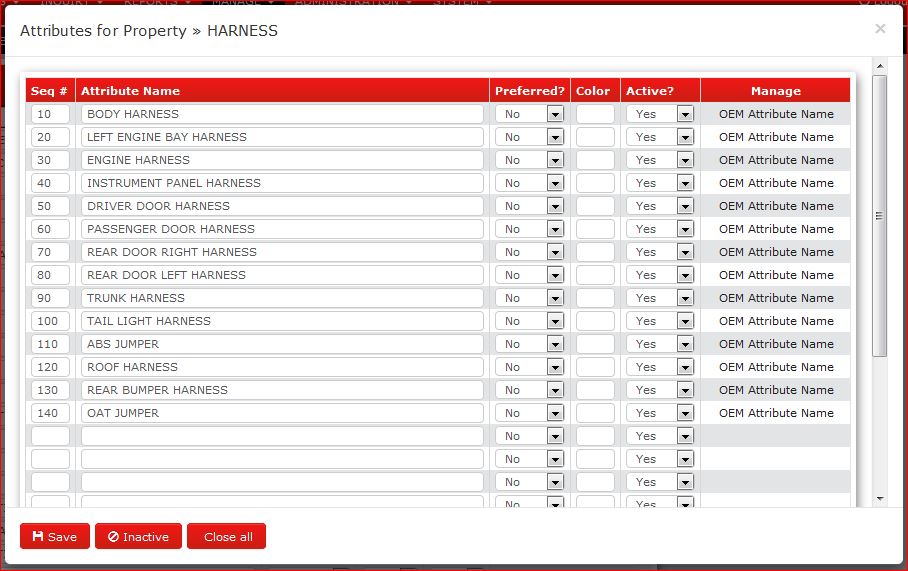 INQUIRY REPORTS MANAGE ADMINISTRATION SYSTEM
Attributes for Property » HARNESS ×
Seq # Attribute Name Preferred? Color Active? Manage
10 BODY HARNESS No Yes OEM Attribute Name
20 LEFT ENGINE BAY HARNESS No Yes OEM Attribute Name
30 ENGINE HARNESS No Yes OEM Attribute Name
40 INSTRUMENT PANEL HARNESS No Yes OEM Attribute Name
50 DRIVER DOOR HARNESS No Yes OEM Attribute Name
60 PASSENGER DOOR HARNESS No Yes OEM Attribute Name
70 REAR DOOR RIGHT HARNESS No Yes OEM Attribute Name
80 REAR DOOR LEFT HARNESS No Yes OEM Attribute Name
90 TRUNK HARNESS No Yes OEM Attribute Name
100 TAIL LIGHT HARNESS No Yes OEM Attribute Name
110 ABS JUMPER No Yes OEM Attribute Name
120 ROOF HARNESS No Yes OEM Attribute Name
130 REAR BUMPER HARNESS No Yes OEM Attribute Name
140 OAT JUMPER No Yes OEM Attribute Name
No Yes
No Yes
No Yes
No Yes
Save Inactive Close all